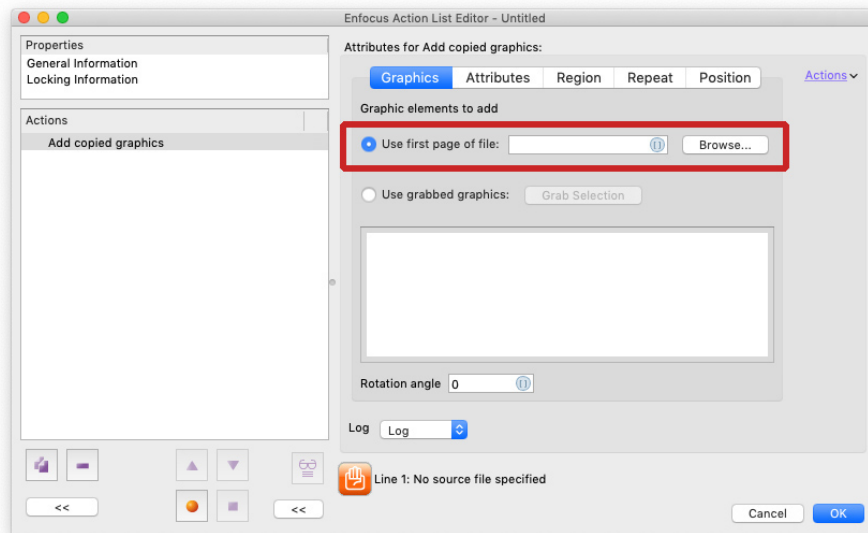 Enfocus Action List Editor - Untitled
Properties
General Information
Locking Information
Actions
Add copied graphics
<<
<<
Attributes for Add copied graphics:
Graphics Attributes Region Repeat Position
Actions
Graphic elements to add
Use first page of file: Browse...
Use grabbed graphics: Grab Selection
Rotation angle 0
Log Log
Line 1: No source file specified
Cancel OK